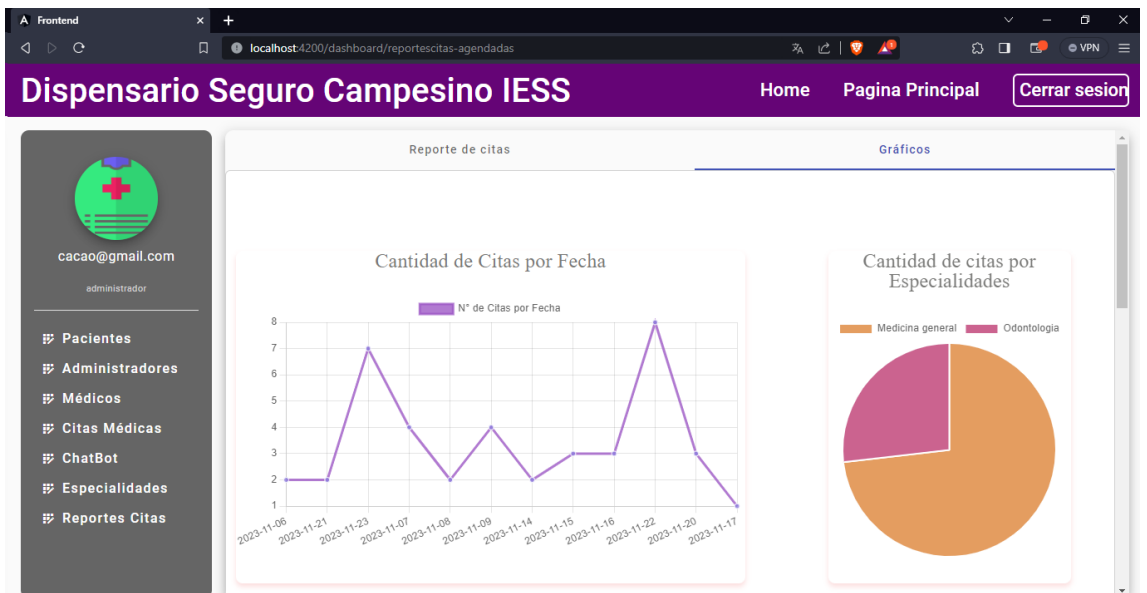 Frontend
localhost:4200/dashboard/reportescitas-agendadas
VPN
Dispensario Seguro Campesino IESS
Home
Pagina Principal
Cerrar sesion
cacao@gmail.com
administrador
Pacientes
Administradores
Médicos
Citas Médicas
ChatBot
Especialidades
Reportes Citas
Reporte de citas
Gráficos
Cantidad de Citas por Fecha
N° de Citas por Fecha
8
7
6
5
4
3
2
1
2023-11-06
2023-11-21
2023-11-23
2023-11-07
2023-11-08
2023-11-09
2023-11-14
2023-11-15
2023-11-16
2023-11-22
2023-11-20
2023-11-17
Cantidad de citas por
Especialidades
Medicina general
Odontologia